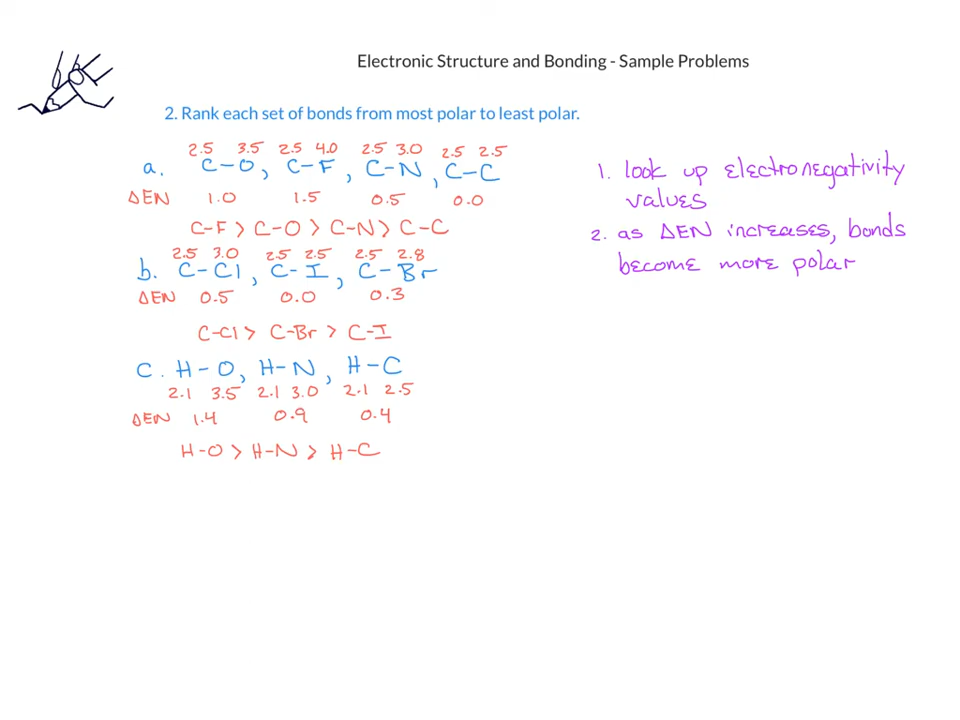 Electronic Structure and Bonding - Sample Problems
2. Rank each set of bonds from most polar to least polar.
2.5 3.5 2.5 4.0 2.5 3.0 2.5 2.5
a. C-O, C-F, C-N, C-C
ΔEN 1.0 1.5 0.5 0.0
C-F > C-O > C-N > C-C
2.5 3.0 2.5 2.5 2.5 2.8
b. C-Cl, C-I, C-Br
ΔEN 0.5 0.0 0.3
C-Cl > C-Br > C-I
C. H-O, H-N, H-C
2.1 3.5 2.1 3.0 2.1 2.5
ΔEN 1.4 0.9 0.4
H-O > H-N > H-C
1. look up electronegativity
values
2. as ΔEN increases, bonds
become more polar